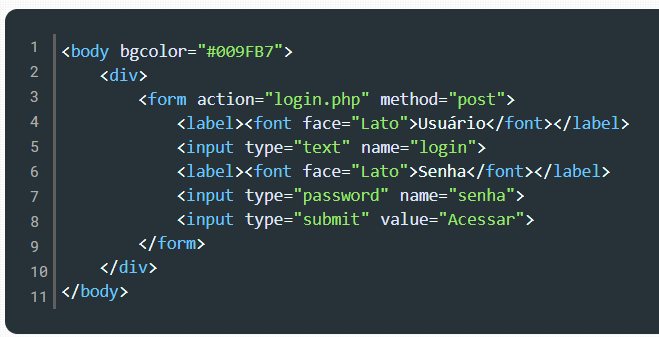 1 <body bgcolor="#009FB7">
2 <div>
3 <form action="login.php" method="post">
4 <label><font face="Lato">Usuário</font></label>
5 <input type="text" name="login">
6 <label><font face="Lato">Senha</font></label>
7 <input type="password" name="senha">
8 <input type="submit" value="Acessar">
9 </form>
10 </div>
11 </body>